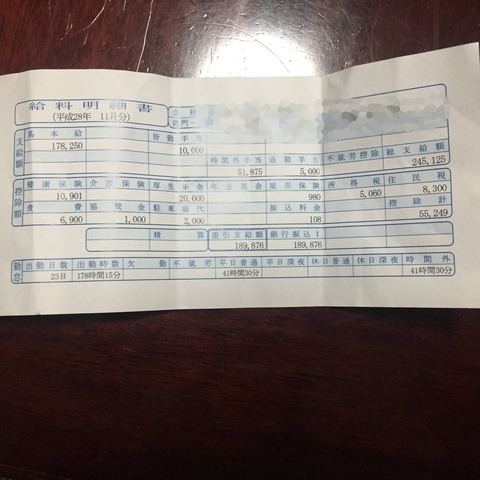 給料明細書
(平成28年 11月分)
会社
部門
支給額
基本給 皆勤手当
178,250 10,000
時間外手当 通勤手当 不就労控除 総支給額
51,875 5,000 245,125
控除額
健康保険 介護保険 厚生年金 年金基金 雇用保険 所得税 住民税
10,901 20,000 980 5,060 8,300
食費 協賛金 駐車場代 振込料金 控除計
6,900 1,000 2,000 108 55,249
精算 差引支給額 銀行振込1
189,876 189,876
勤怠
出勤日数 出勤時数 欠勤 不就労 平日普通 平日深夜 休日普通 休日深夜 時間外
23日 178時間15分 41時間30分 41時間30分